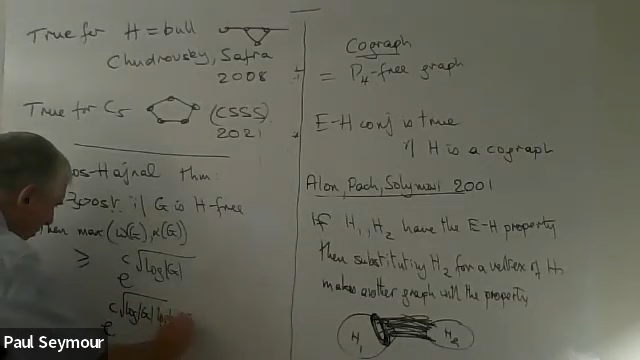 True for H = bull
Chudnovsky, Safra
2008
True for C5 (CSSS)
2021
os-Hajnal thm:
∃c>0 s.t. if G is H-free
then max(ω(G), α(G))
≥ e^{c√log|G|}
e^{c√log|G| log
Cograph
= P4-free graph
E-H conj is true
if H is a cograph
Alon, Pach, Solymosi 2001
If H1, H2 have the E-H property
then substituting H2 for a vertex of H1
makes another graph with the property
H1 H2
Paul Seymour